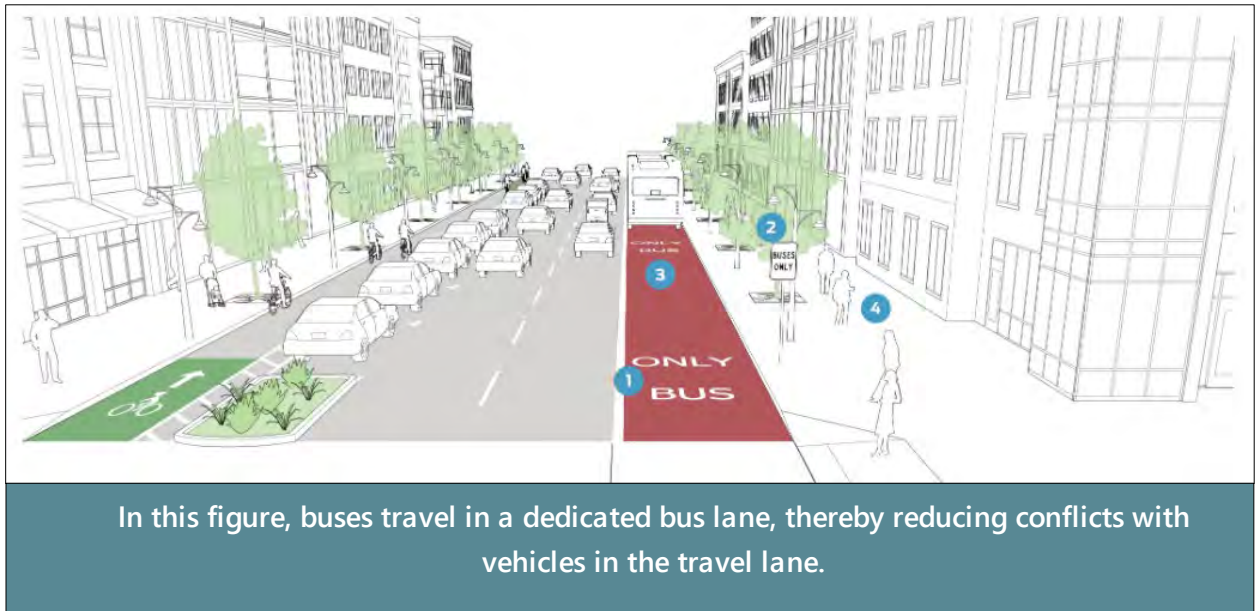 2
BUSES
ONLY
ONLY
BUS
3
4
ONLY
1
BUS
In this figure, buses travel in a dedicated bus lane, thereby reducing conflicts with
vehicles in the travel lane.